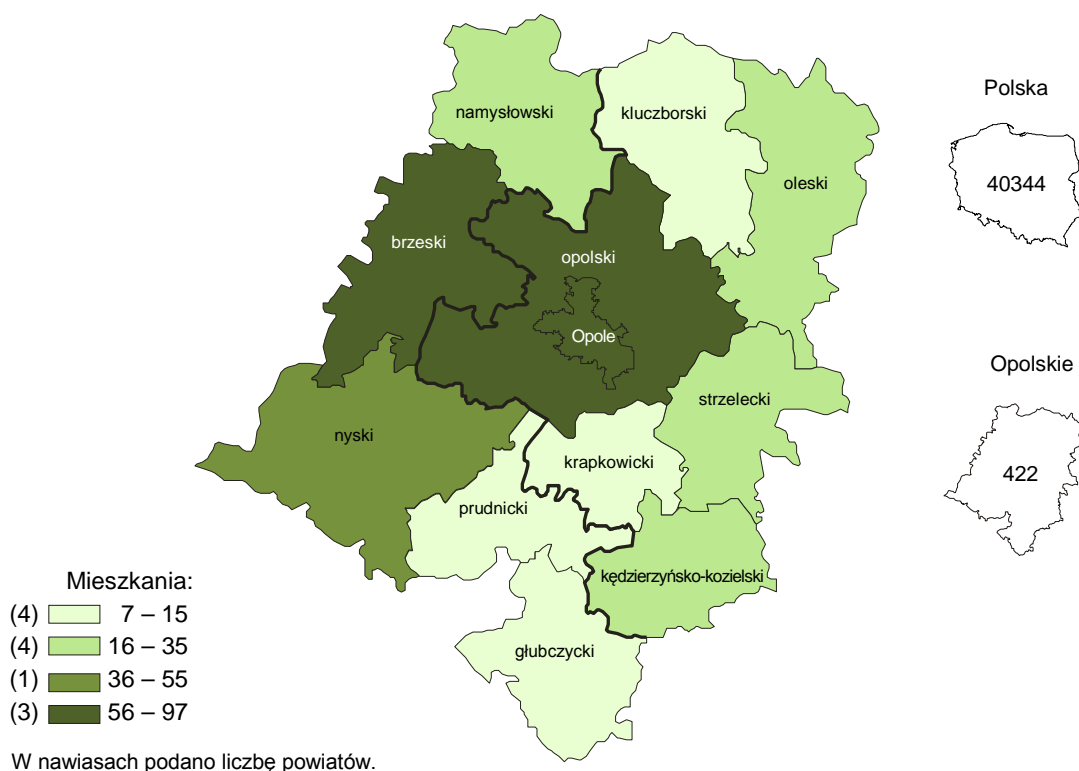 namysłowski
kluczborski
oleski
brzeski
opolski
Opole
nyski
strzelecki
krapkowicki
prudnicki
kędzierzyńsko-kozielski
głubczycki
Polska
40344
Opolskie
422
Mieszkania:
(4) 7 – 15
(4) 16 – 35
(1) 36 – 55
(3) 56 – 97
W nawiasach podano liczbę powiatów.